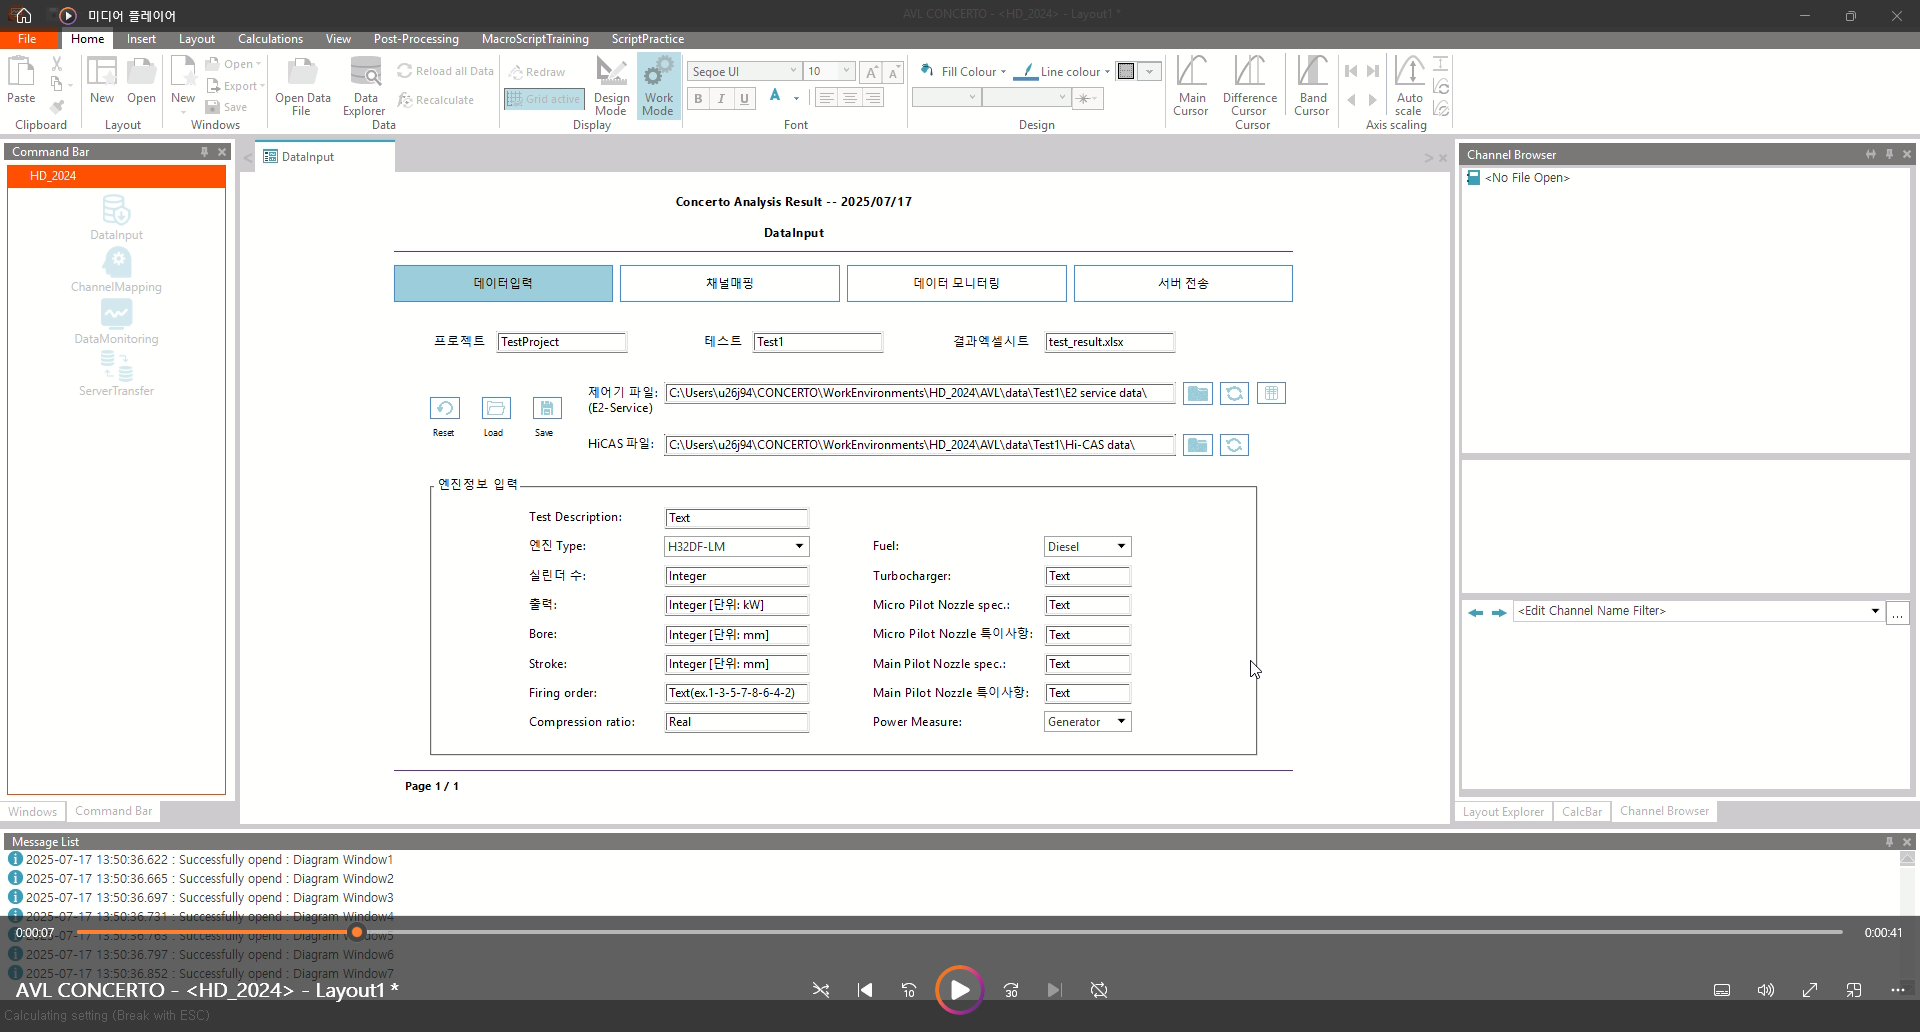 미디어 플레이어
AVL CONCERTO - <HD_2024> - Layout1 *
File Home Insert Layout Calculations View Post-Processing MacroScriptTraining ScriptPractice
Paste
Clipboard
New Open
Layout
New
Open
Export
Save
Windows
Open Data File
Data Explorer
Reload all Data
Recalculate
Data
Redraw
Grid active
Design Mode
Work Mode
Display
Segoe UI 10
A A
B I U A
Font
Fill Colour Line colour
Design
Main Cursor
Difference Cursor
Band Cursor
Cursor
Auto scale
Axis scaling
Command Bar
HD_2024
DataInput
ChannelMapping
DataMonitoring
ServerTransfer
Windows Command Bar
DataInput
Concerto Analysis Result -- 2025/07/17
DataInput
데이터입력 채널매핑 데이터 모니터링 서버 전송
프로젝트 TestProject 테스트 Test1 결과엑셀시트 test_result.xlsx
Reset Load Save
제어기 파일: C:\Users\u26j94\CONCERTO\WorkEnvironments\HD_2024\AVL\data\Test1\E2 service data\
(E2-Service)
HiCAS 파일: C:\Users\u26j94\CONCERTO\WorkEnvironments\HD_2024\AVL\data\Test1\Hi-CAS data\
엔진정보 입력
Test Description: Text
엔진 Type: H32DF-LM Fuel: Diesel
실린더 수: Integer Turbocharger: Text
출력: Integer [단위: kW] Micro Pilot Nozzle spec.: Text
Bore: Integer [단위: mm] Micro Pilot Nozzle 특이사항: Text
Stroke: Integer [단위: mm] Main Pilot Nozzle spec.: Text
Firing order: Text(ex.1-3-5-7-8-6-4-2) Main Pilot Nozzle 특이사항: Text
Compression ratio: Real Power Measure: Generator
Page 1 / 1
Channel Browser
<No File Open>
<Edit Channel Name Filter>
...
Layout Explorer CalcBar Channel Browser
Message List
2025-07-17 13:50:36.622 : Successfully opend : Diagram Window1
2025-07-17 13:50:36.665 : Successfully opend : Diagram Window2
2025-07-17 13:50:36.697 : Successfully opend : Diagram Window3
2025-07-17 13:50:36.731 : Successfully opend : Diagram Window4
2025-07-17 13:50:36.763 : Successfully opend : Diagram Window5
0:00:07 0:00:41
2025-07-17 13:50:36.797 : Successfully opend : Diagram Window6
2025-07-17 13:50:36.852 : Successfully opend : Diagram Window7
AVL CONCERTO - <HD_2024> - Layout1 *
10 30
Calculating setting (Break with ESC)